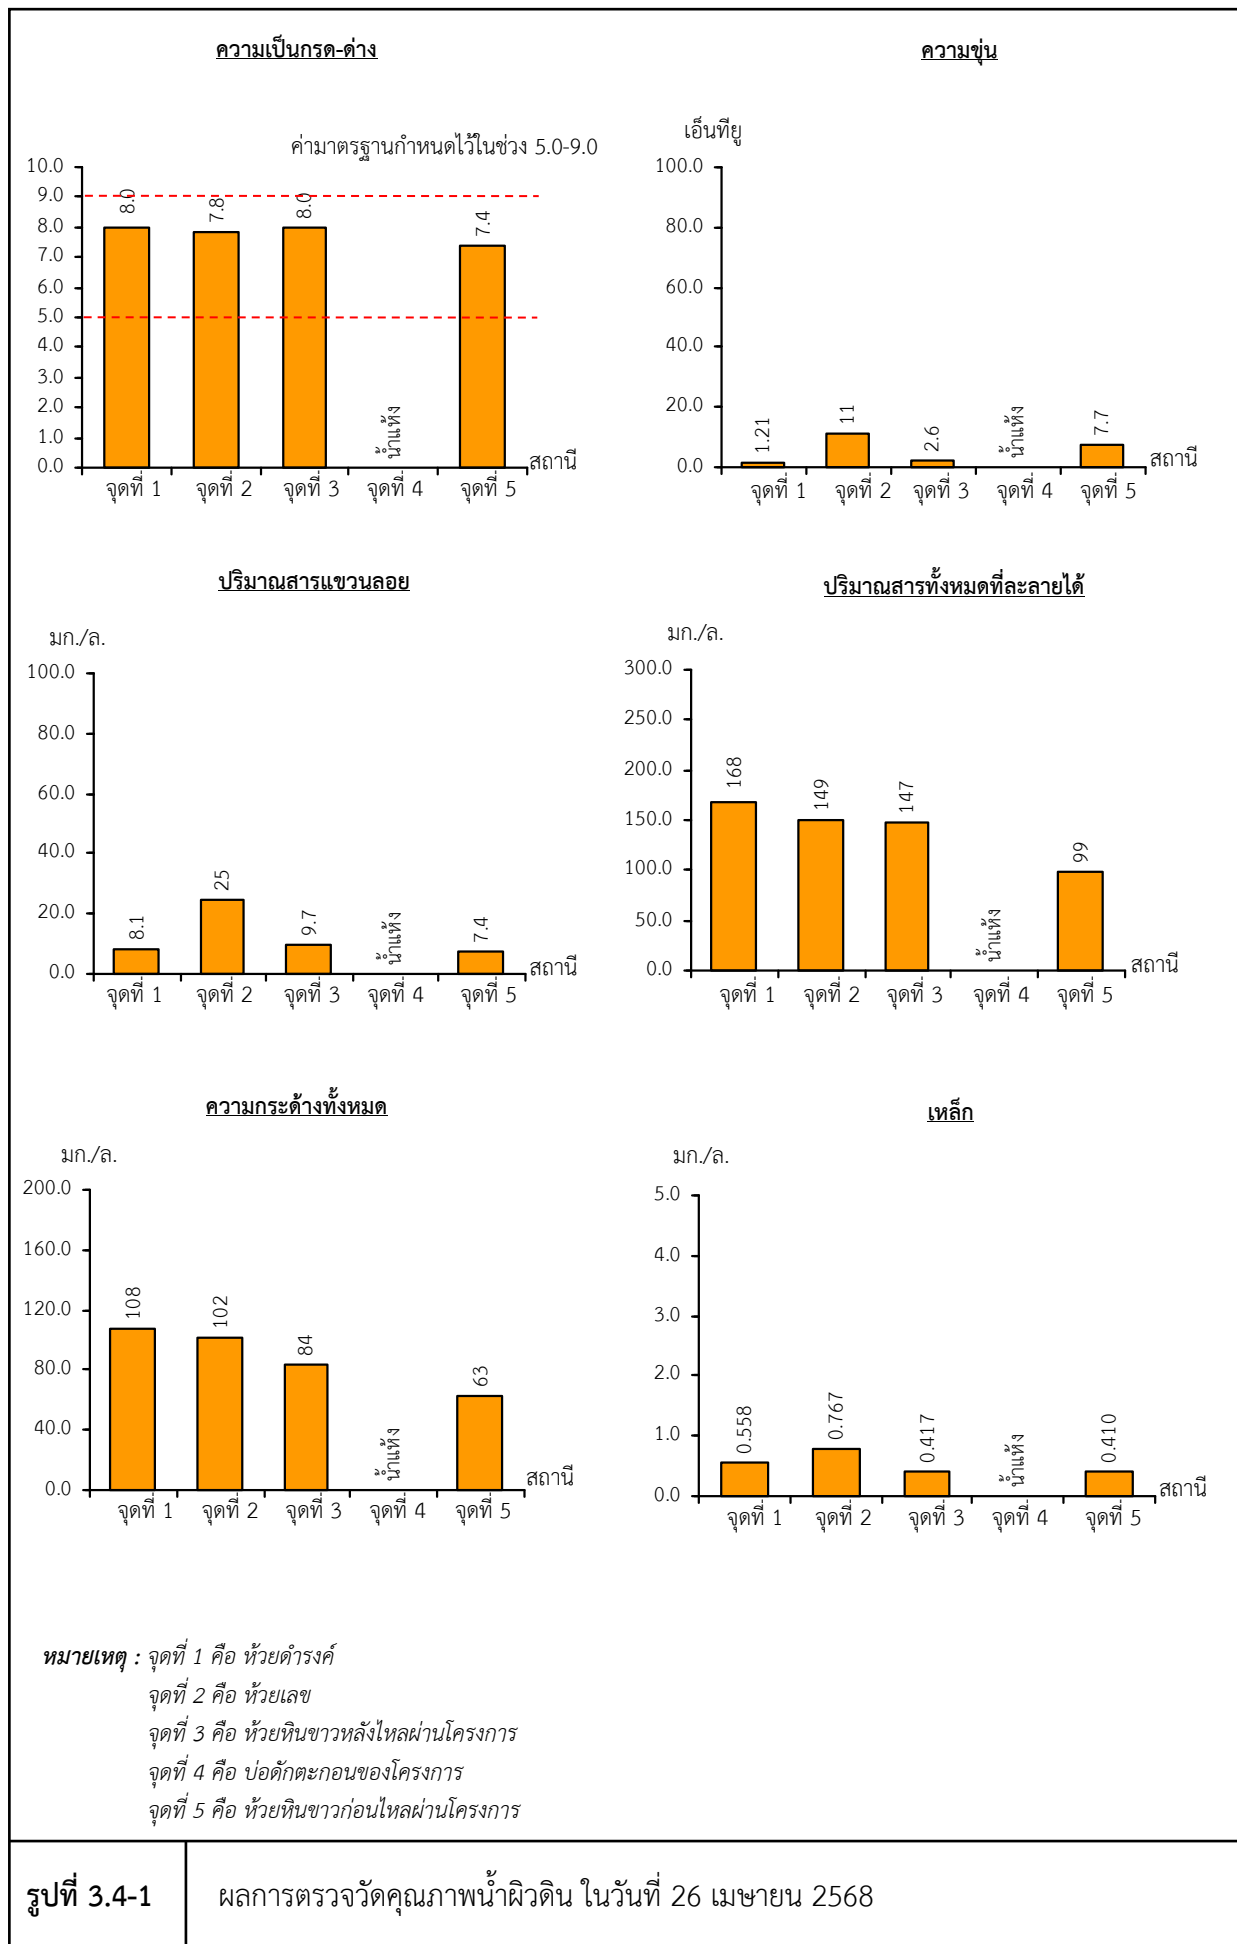 ความเป็นกรด-ด่าง
ค่ามาตรฐานกำหนดไว้ในช่วง 5.0-9.0
10.0
9.0
8.0
7.0
6.0
5.0
4.0
3.0
2.0
1.0
0.0
8.0
7.8
8.0
น้ำแห้ง
7.4
สถานี
จุดที่ 1
จุดที่ 2
จุดที่ 3
จุดที่ 4
จุดที่ 5
ความขุ่น
เอ็นทียู
100.0
80.0
60.0
40.0
20.0
0.0
1.21
11
2.6
น้ำแห้ง
7.7
สถานี
จุดที่ 1
จุดที่ 2
จุดที่ 3
จุดที่ 4
จุดที่ 5
ปริมาณสารแขวนลอย
มก./ล.
100.0
80.0
60.0
40.0
20.0
0.0
8.1
25
9.7
น้ำแห้ง
7.4
สถานี
จุดที่ 1
จุดที่ 2
จุดที่ 3
จุดที่ 4
จุดที่ 5
ปริมาณสารทั้งหมดที่ละลายได้
มก./ล.
300.0
250.0
200.0
150.0
100.0
50.0
0.0
168
149
147
น้ำแห้ง
99
สถานี
จุดที่ 1
จุดที่ 2
จุดที่ 3
จุดที่ 4
จุดที่ 5
ความกระด้างทั้งหมด
มก./ล.
200.0
160.0
120.0
80.0
40.0
0.0
108
102
84
น้ำแห้ง
63
สถานี
จุดที่ 1
จุดที่ 2
จุดที่ 3
จุดที่ 4
จุดที่ 5
เหล็ก
มก./ล.
5.0
4.0
3.0
2.0
1.0
0.0
0.558
0.767
0.417
น้ำแห้ง
0.410
สถานี
จุดที่ 1
จุดที่ 2
จุดที่ 3
จุดที่ 4
จุดที่ 5
หมายเหตุ : จุดที่ 1 คือ ห้วยดำรงค์
จุดที่ 2 คือ ห้วยเลข
จุดที่ 3 คือ ห้วยหินขาวหลังไหลผ่านโครงการ
จุดที่ 4 คือ บ่อดักตะกอนของโครงการ
จุดที่ 5 คือ ห้วยหินขาวก่อนไหลผ่านโครงการ
รูปที่ 3.4-1
ผลการตรวจวัดคุณภาพน้ำผิวดิน ในวันที่ 26 เมษายน 2568